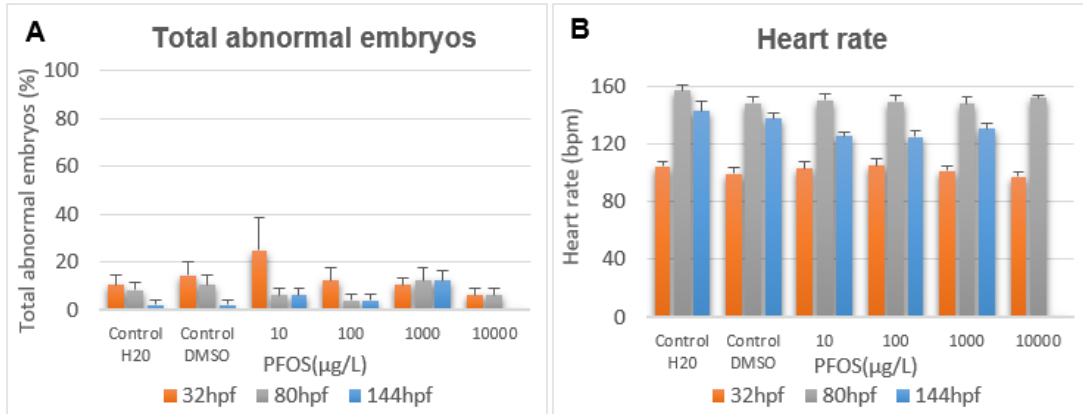 A
Total abnormal embryos
Total abnormal embryos (%)
100
80
60
40
20
0
Control H20
Control DMSO
10
100
1000
10000
PFOS(µg/L)
32hpf
80hpf
144hpf
B
Heart rate
Heart rate (bpm)
160
120
80
40
0
Control H20
Control DMSO
10
100
1000
10000
PFOS(µg/L)
32hpf
80hpf
144hpf